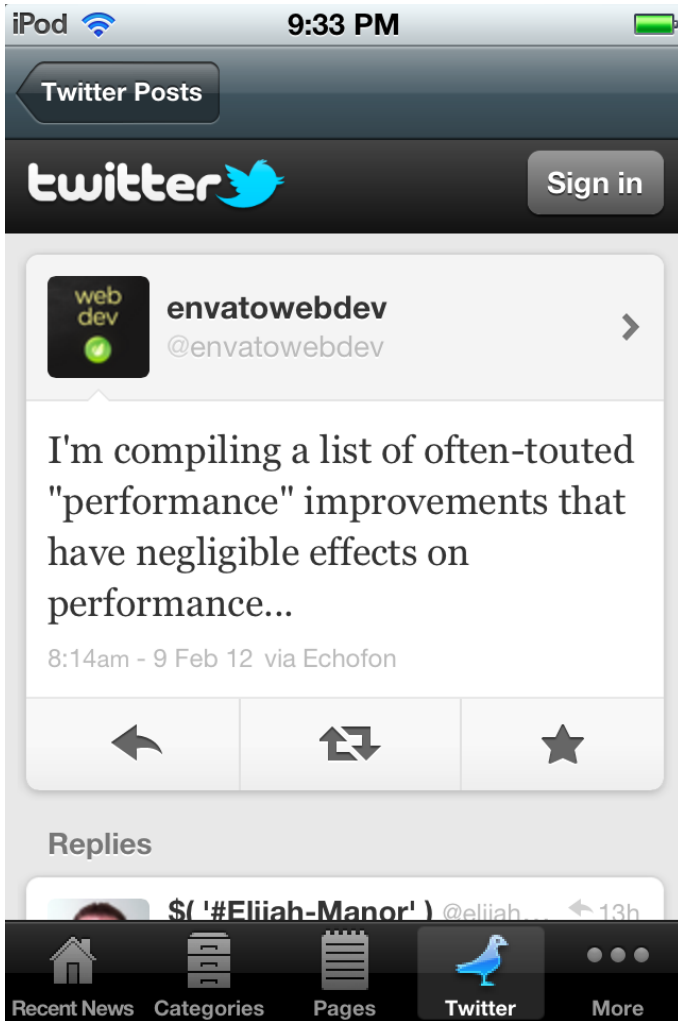 iPod 9:33 PM
Twitter Posts
twitter Sign in
web
dev
envatowebdev
@envatowebdev
I'm compiling a list of often-touted
"performance" improvements that
have negligible effects on
performance...
8:14am - 9 Feb 12 via Echofon
Replies
$( '#Elijah-Manor' ) @elijah... 13h
Recent News Categories Pages Twitter More